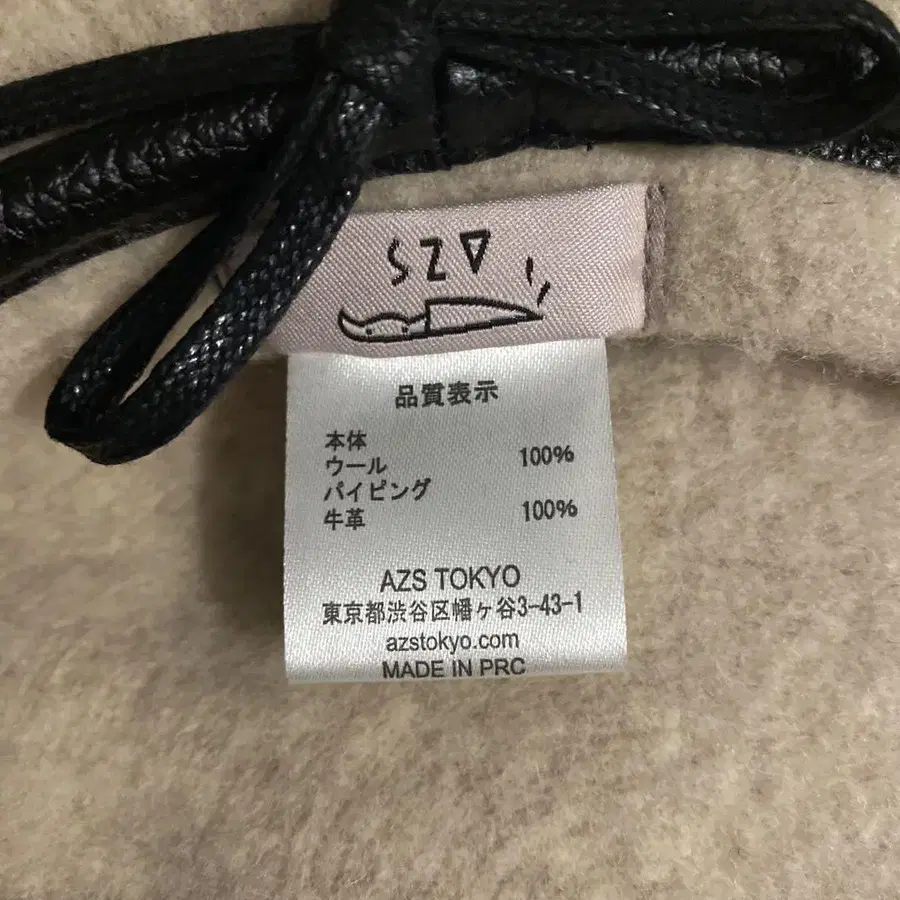 SZA
品質表示
本体
ウール 100%
パイピング
牛革 100%
AZS TOKYO
東京都渋谷区幡ヶ谷3-43-1
azstokyo.com
MADE IN PRC